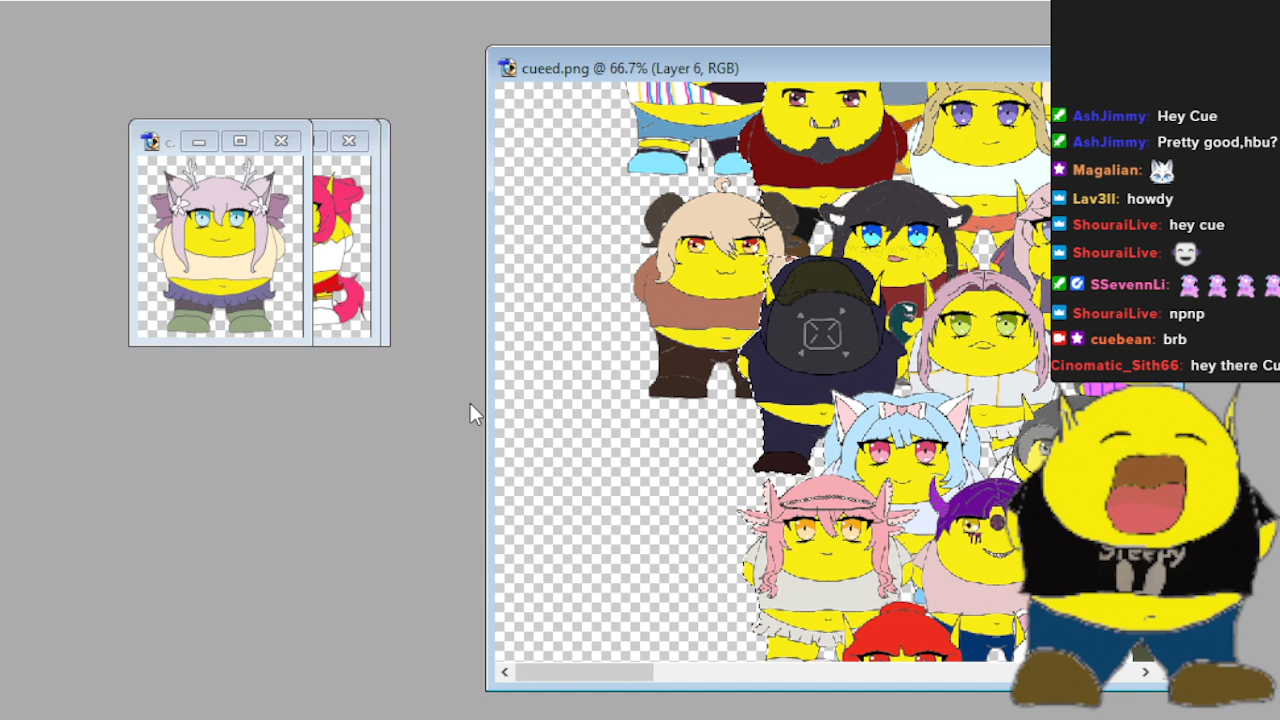 cueed.png @ 66.7% (Layer 6, RGB)
c.
AshJimmy: Hey Cue
AshJimmy: Pretty good,hbu?
Magalian:
Lav3ll: howdy
ShouraiLive: hey cue
ShouraiLive:
SSevennLi:
ShouraiLive: npnp
cuebean: brb
Cinomatic_Sith66: hey there Cu
Sleepy